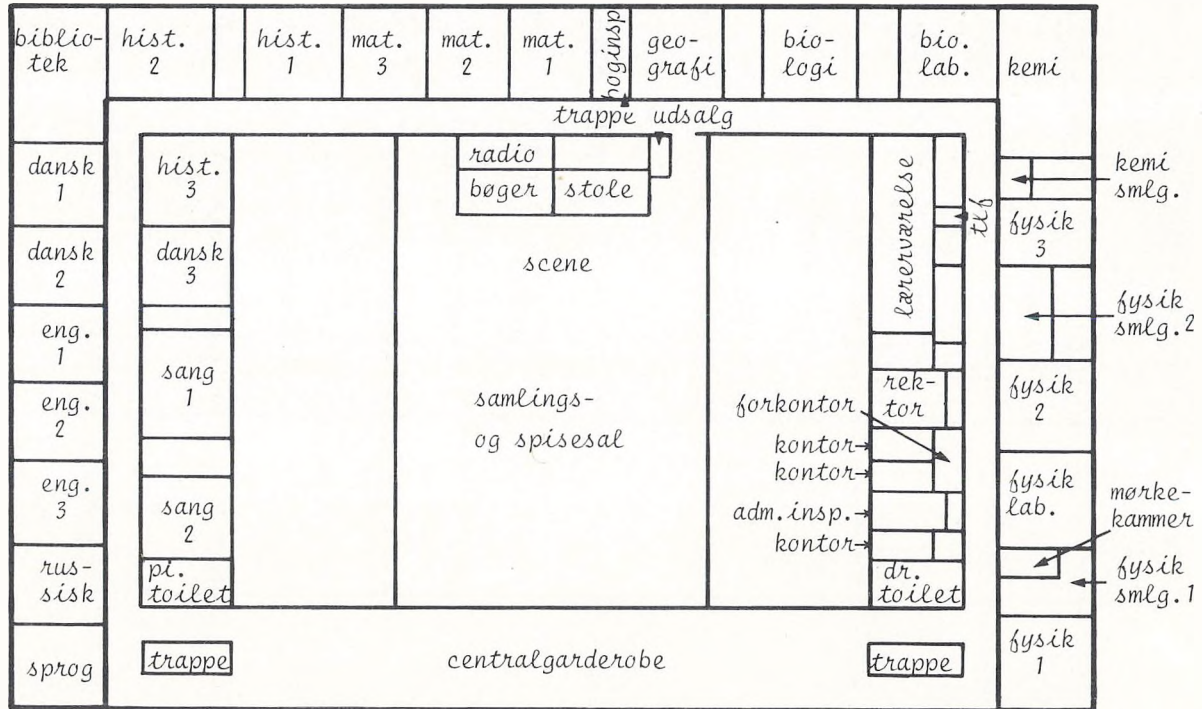 biblio-
tek
hist.
2
hist.
1
mat.
3
mat.
2
mat.
1
boginsp
geo-
grafi
bio-
logi
bio.
lab.
kemi
trappe udsalg
dansk
1
hist.
3
radio
bøger
stole
lærerværelse
tlf
kemi
smlg.
fysik
3
dansk
2
dansk
3
scene
fysik
smlg.2
eng.
1
sang
1
samlings-
og spisesal
rek-
tor
forkontor
fysik
2
eng.
2
kontor
kontor
eng.
3
sang
2
adm.insp.
kontor
fysik
lab.
mørke-
kammer
rus-
sisk
pi.
toilet
dr.
toilet
fysik
smlg.1
sprog
trappe
centralgarderobe
trappe
fysik
1